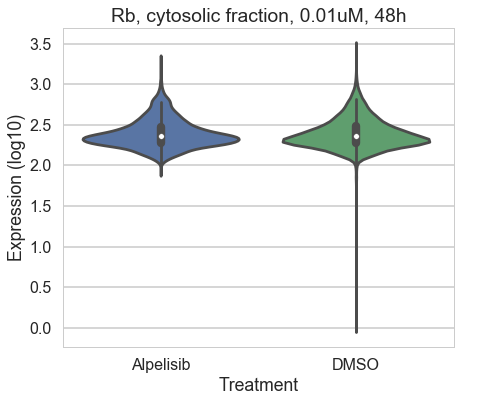 Rb, cytosolic fraction, 0.01uM, 48h
3.5
3.0
2.5
2.0
1.5
1.0
0.5
0.0
Expression (log10)
Alpelisib DMSO
Treatment